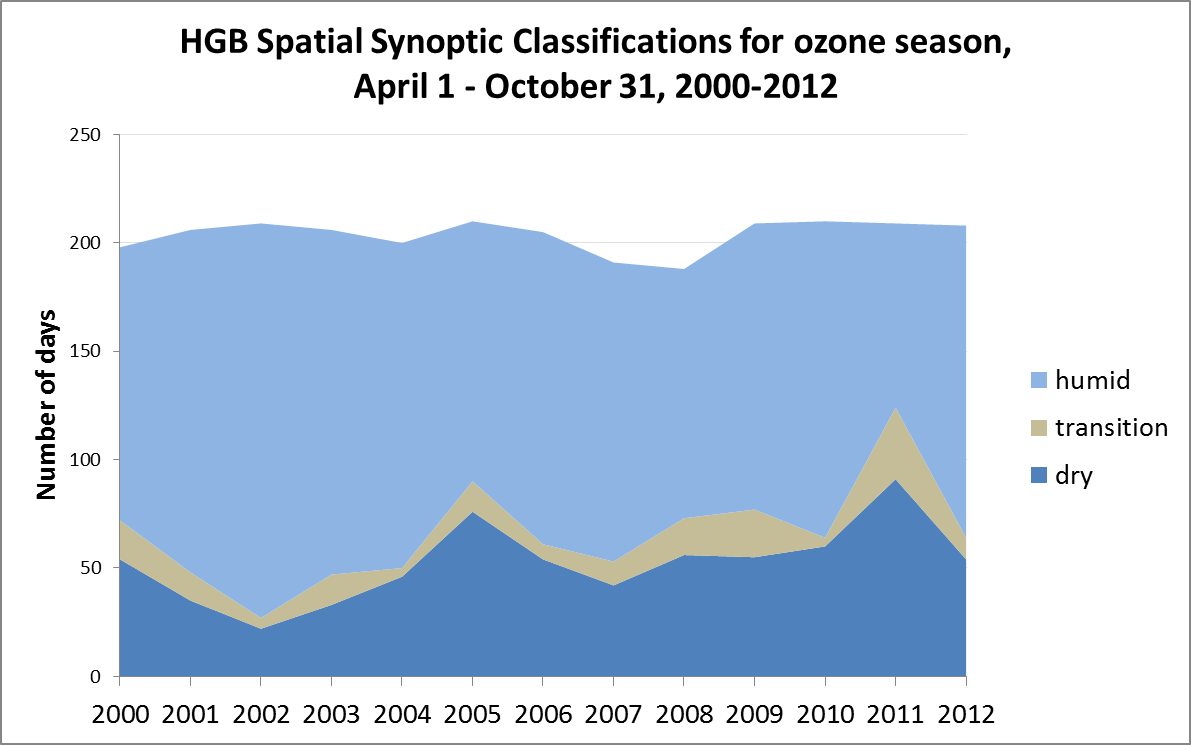 HGB Spatial Synoptic Classifications for ozone season,
April 1 - October 31, 2000-2012
250
200
150
100
50
0
Number of days
2000 2001 2002 2003 2004 2005 2006 2007 2008 2009 2010 2011 2012
humid
transition
dry